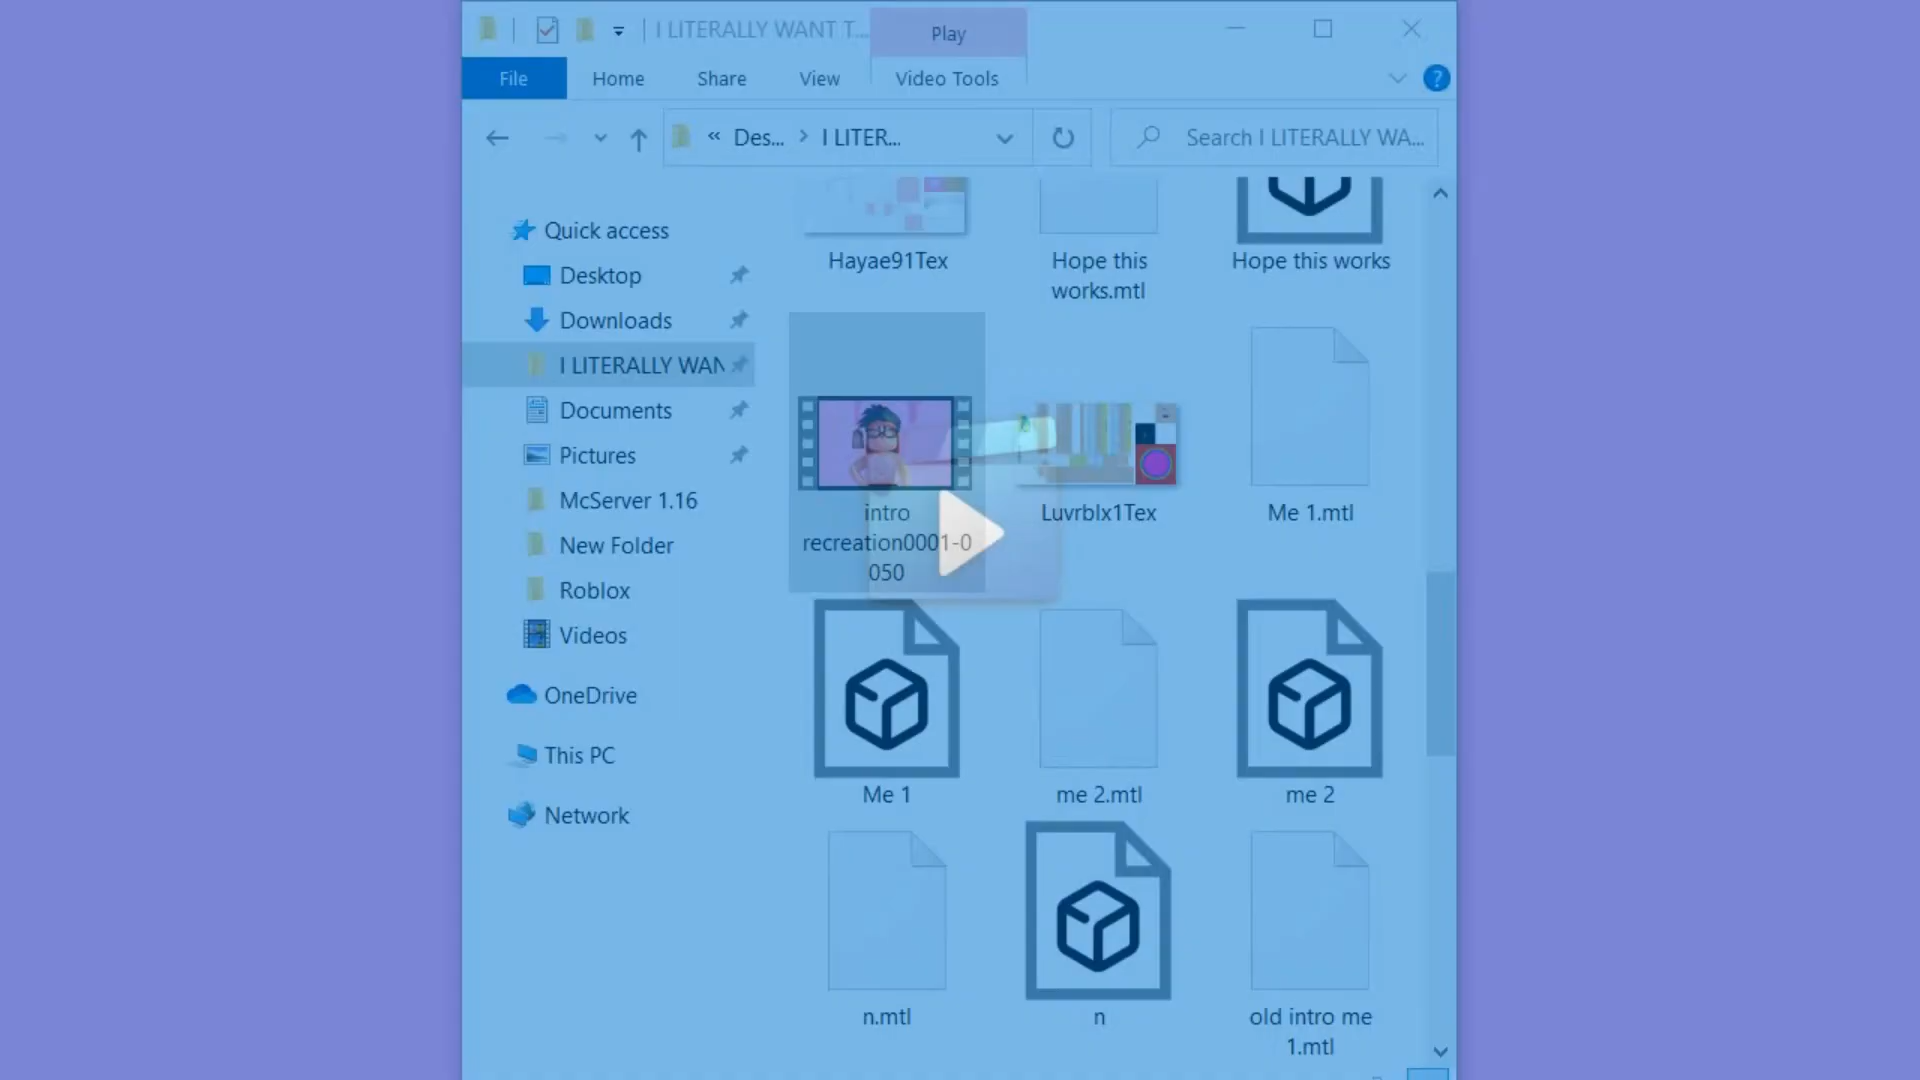 I LITERALLY WANT T...
Play
File
Home
Share
View
Video Tools
?
« Des... > I LITER...
Search I LITERALLY WA...
Quick access
Desktop
Downloads
I LITERALLY WAN
Documents
Pictures
McServer 1.16
New Folder
Roblox
Videos
OneDrive
This PC
Network
Hayae91Tex
Hope this
works.mtl
Hope this works
intro
recreation0001-0
050
Luvrblx1Tex
Me 1.mtl
Me 1
me 2.mtl
me 2
n.mtl
n
old intro me
1.mtl